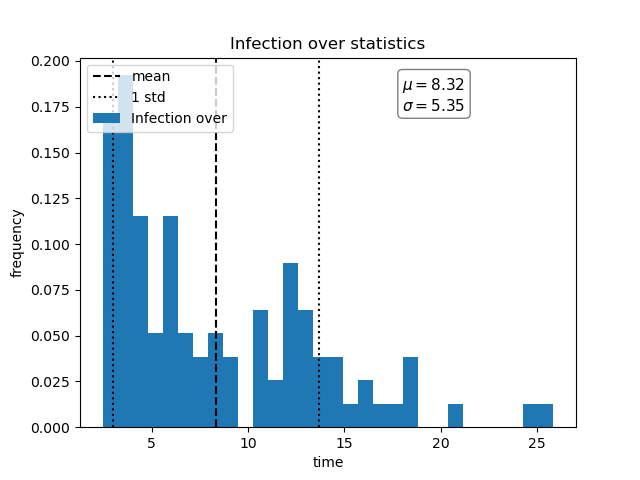 Infection over statistics
mean
1 std
Infection over
μ = 8.32
σ = 5.35
frequency
0.200
0.175
0.150
0.125
0.100
0.075
0.050
0.025
0.000
5
10
15
20
25
time